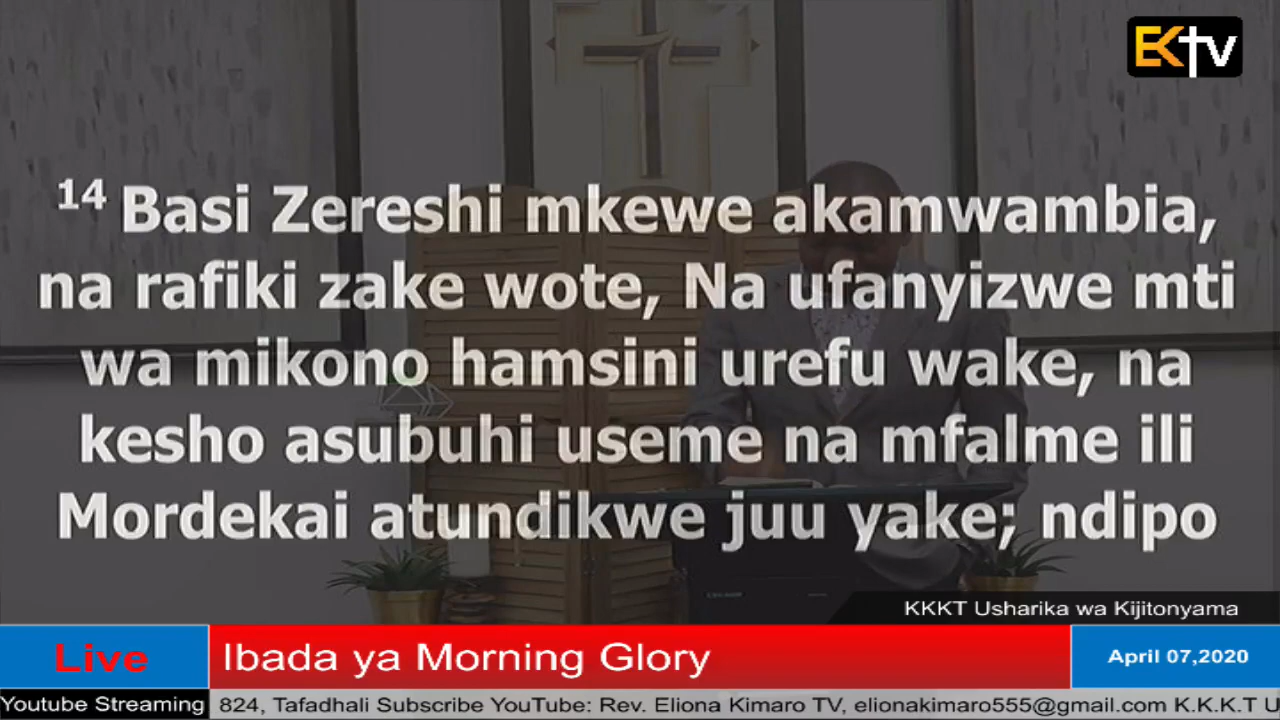 EKtv
14 Basi Zereshi mkewe akamwambia,
na rafiki zake wote, Na ufanyizwe mti
wa mikono hamsini urefu wake, na
kesho asubuhi useme na mfalme ili
Mordekai atundikwe juu yake; ndipo
KKKT Usharika wa Kijitonyama
Live
Ibada ya Morning Glory
April 07,2020
Youtube Streaming
824, Tafadhali Subscribe YouTube: Rev. Eliona Kimaro TV, elionakimaro555@gmail.com K.K.K.T U